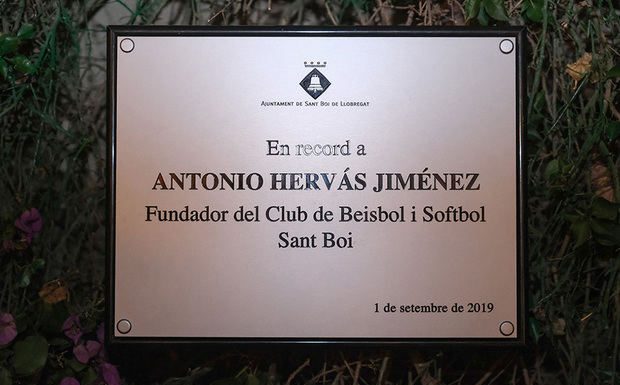 Ajuntament de Sant Boi de Llobregat
En record a
ANTONIO HERVÁS JIMÉNEZ
Fundador del Club de Beisbol i Softbol
Sant Boi
1 de setembre de 2019